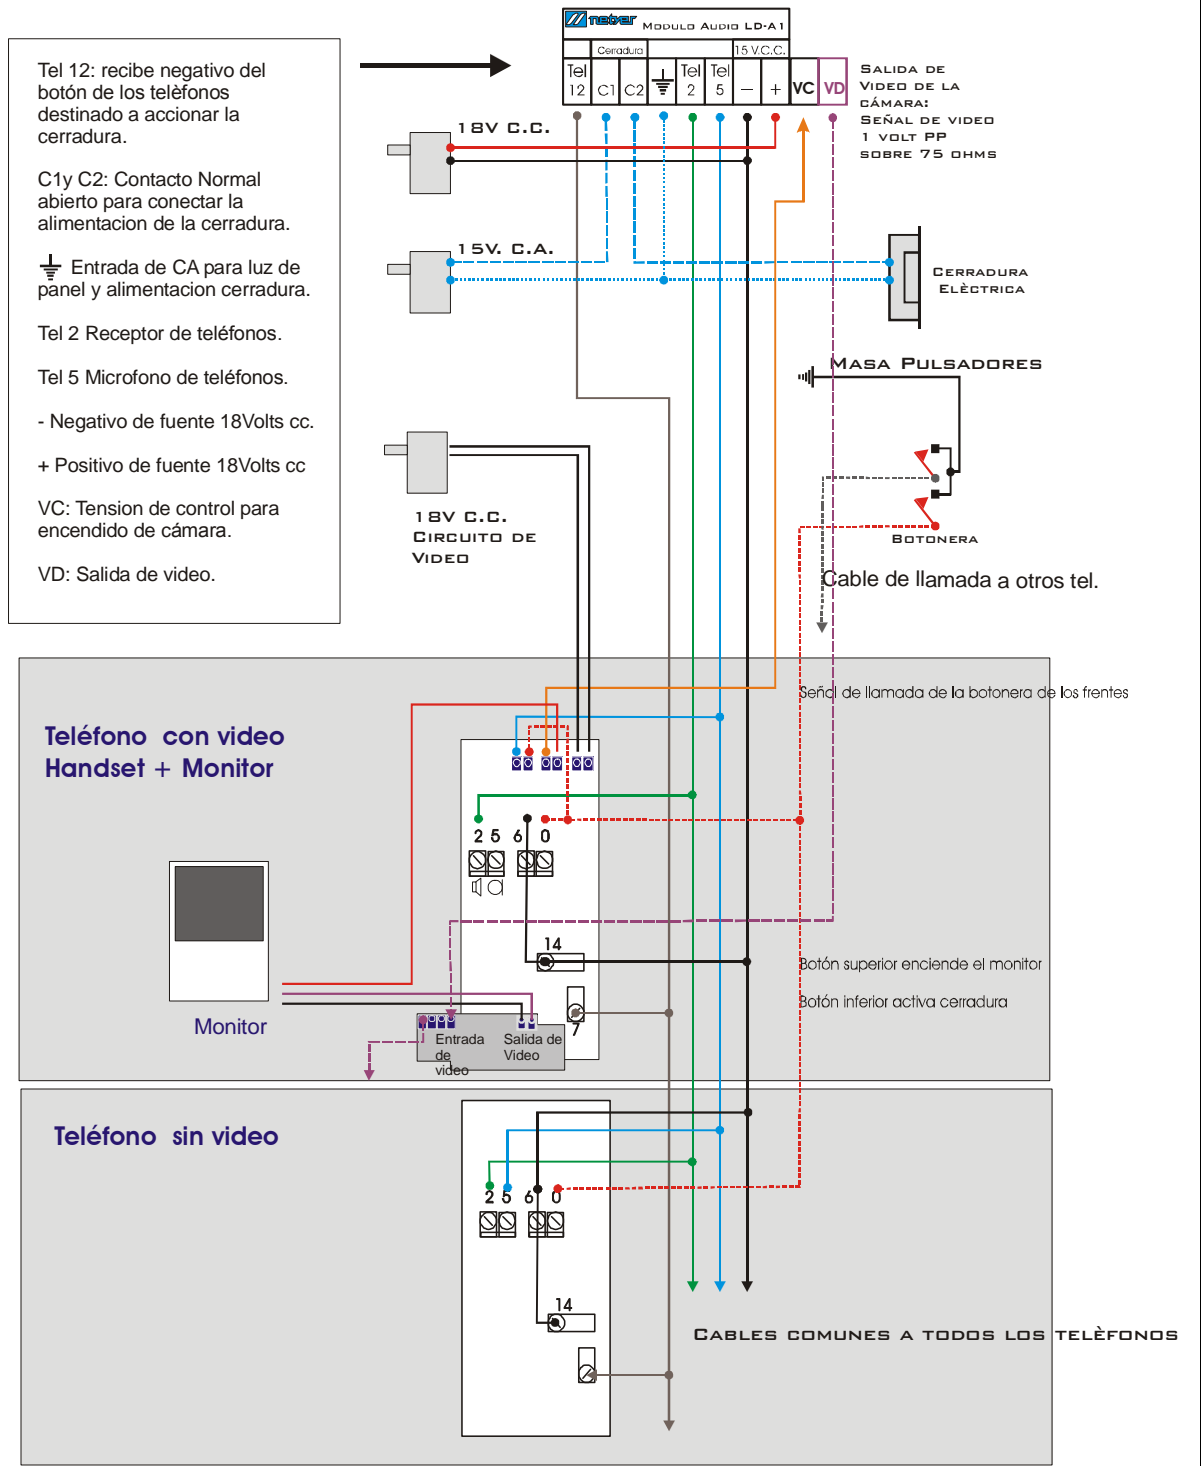 netyer MODULO AUDIO LD-A1
Cerradura
15 V.C.C.
Tel 12
C1
C2
Tel 2
Tel 5
—
+
VC
VD
SALIDA DE
VIDEO DE LA
CÁMARA:
SEÑAL DE VIDEO
1 VOLT PP
SOBRE 75 OHMS
Tel 12: recibe negativo del
botón de los telèfonos
destinado a accionar la
cerradura.
C1y C2: Contacto Normal
abierto para conectar la
alimentacion de la cerradura.
Entrada de CA para luz de
panel y alimentacion cerradura.
Tel 2 Receptor de teléfonos.
Tel 5 Microfono de teléfonos.
- Negativo de fuente 18Volts cc.
+ Positivo de fuente 18Volts cc
VC: Tension de control para
encendido de cámara.
VD: Salida de video.
18V C.C.
15V. C.A.
CERRADURA
ELÈCTRICA
MASA PULSADORES
18V C.C.
CIRCUITO DE
VIDEO
BOTONERA
Cable de llamada a otros tel.
Señal de llamada de la botonera de los frentes
Teléfono con video
Handset + Monitor
2 5 6 0
14
Botón superior enciende el monitor
Botón inferior activa cerradura
7
Monitor
Entrada
de
video
Salida de
Video
Teléfono sin video
2 5 6 0
14
CABLES COMUNES A TODOS LOS TELÈFONOS